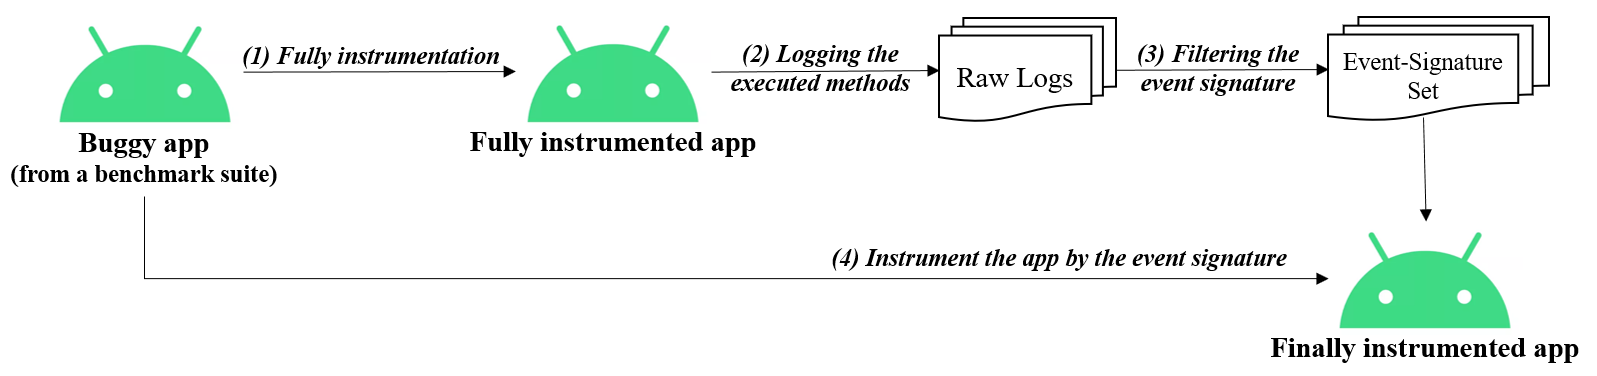 (1) Fully instrumentation
(2) Logging the
executed methods
(3) Filtering the
event signature
Raw Logs
Event-Signature
Set
Buggy app
(from a benchmark suite)
Fully instrumented app
(4) Instrument the app by the event signature
Finally instrumented app